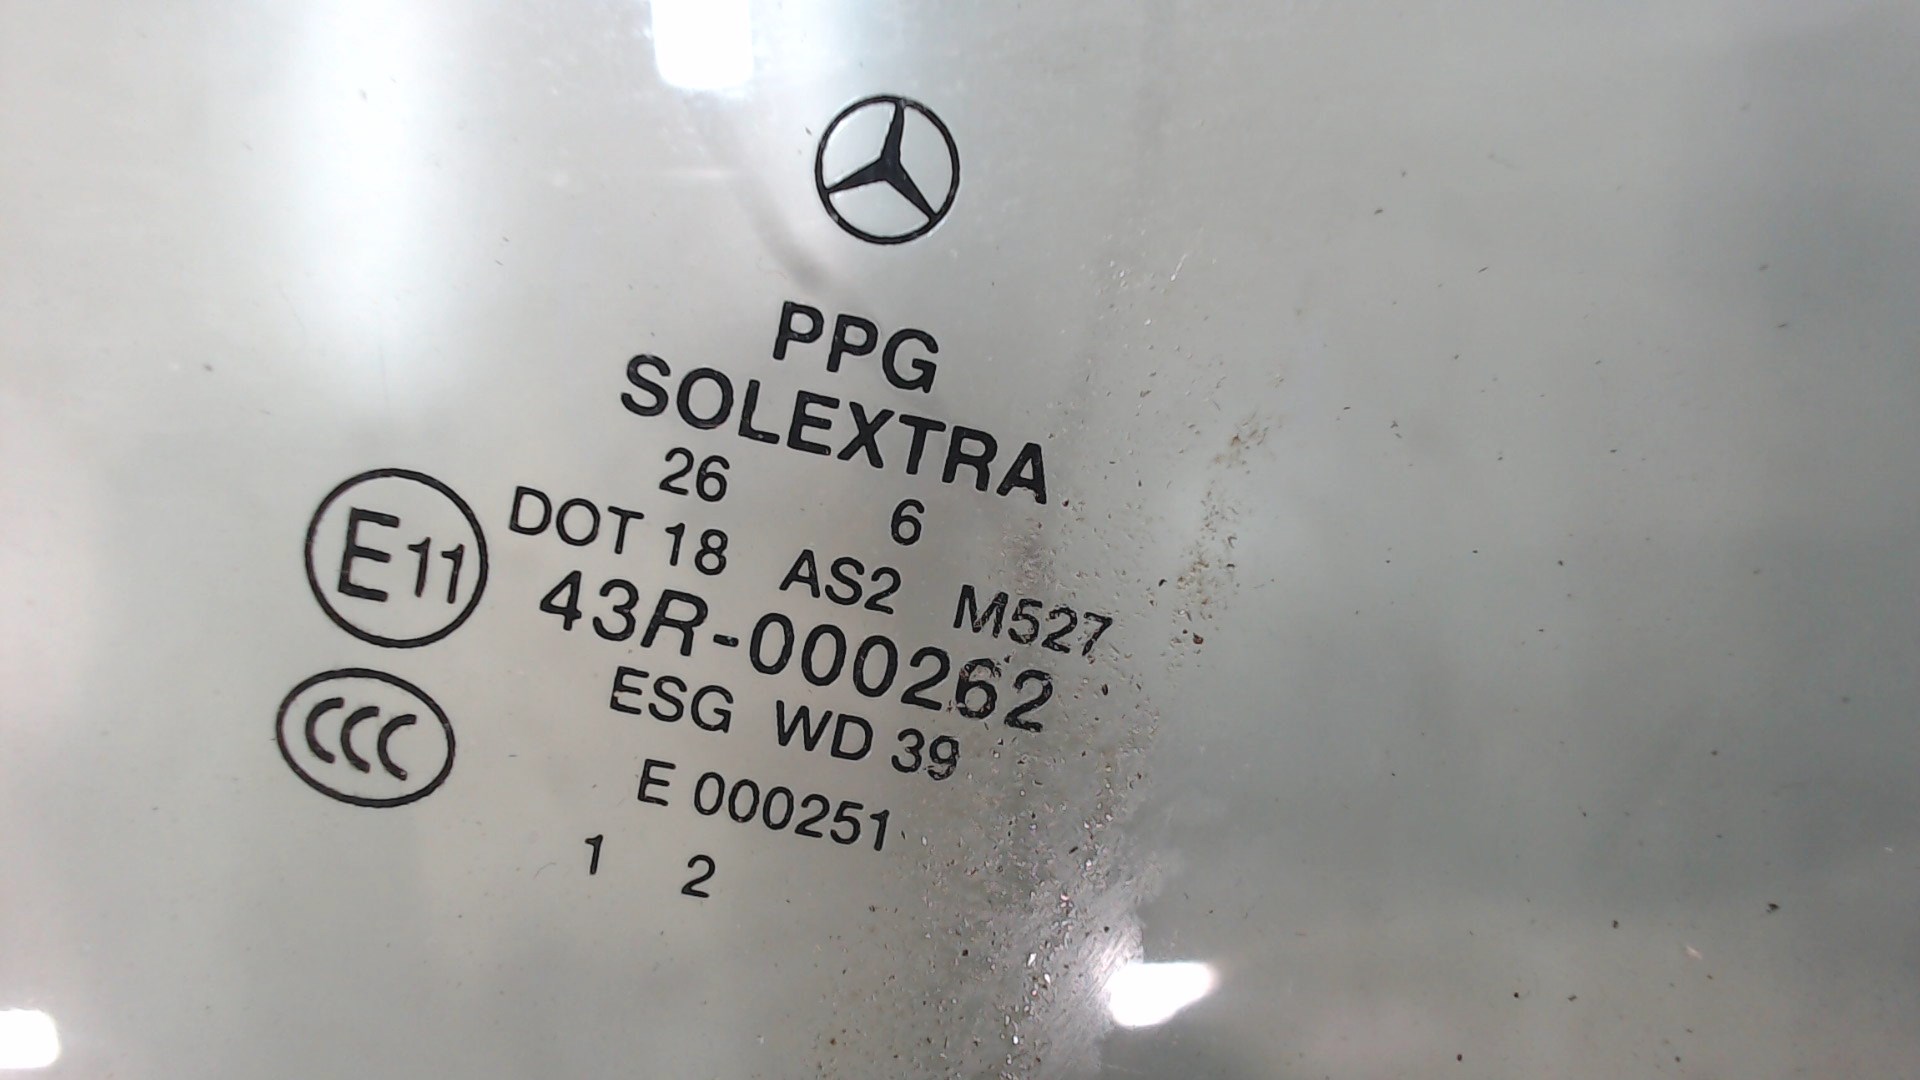 PPG
SOLEXTRA
26 6
DOT 18 AS2 M527
E11
43R-000262
CCC
ESG WD 39
E 000251
1 2